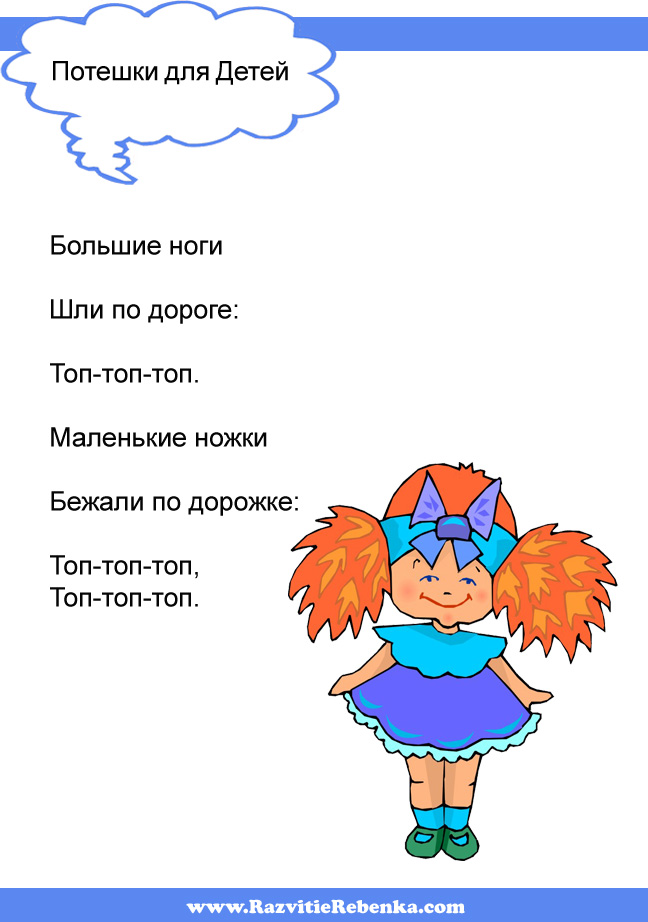 Потешки для Детей
Большие ноги
Шли по дороге:
Топ-топ-топ.
Маленькие ножки
Бежали по дорожке:
Топ-топ-топ,
Топ-топ-топ.
www.RazvitieRebenka.com